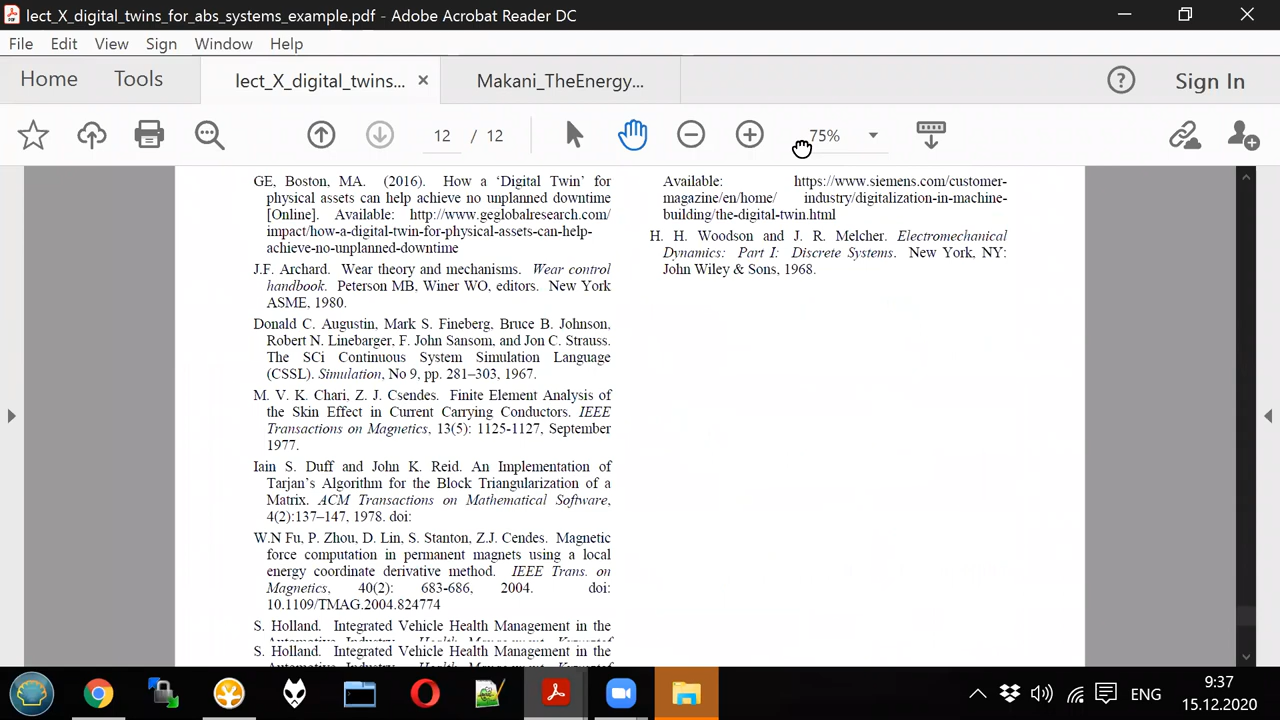 lect_X_digital_twins_for_abs_systems_example.pdf - Adobe Acrobat Reader DC
File Edit View Sign Window Help
Home Tools lect_X_digital_twins... Makani_TheEnergy... Sign In
12 / 12 75%
GE, Boston, MA. (2016). How a ‘Digital Twin’ for
physical assets can help achieve no unplanned downtime
[Online]. Available: http://www.geglobalresearch.com/
impact/how-a-digital-twin-for-physical-assets-can-help-
achieve-no-unplanned-downtime
J.F. Archard. Wear theory and mechanisms. Wear control
handbook. Peterson MB, Winer WO, editors. New York
ASME, 1980.
Donald C. Augustin, Mark S. Fineberg, Bruce B. Johnson,
Robert N. Linebarger, F. John Sansom, and Jon C. Strauss.
The SCi Continuous System Simulation Language
(CSSL). Simulation, No 9, pp. 281–303, 1967.
M. V. K. Chari, Z. J. Csendes. Finite Element Analysis of
the Skin Effect in Current Carrying Conductors. IEEE
Transactions on Magnetics, 13(5): 1125-1127, September
1977.
Iain S. Duff and John K. Reid. An Implementation of
Tarjan’s Algorithm for the Block Triangularization of a
Matrix. ACM Transactions on Mathematical Software,
4(2):137–147, 1978. doi:
W.N Fu, P. Zhou, D. Lin, S. Stanton, Z.J. Cendes. Magnetic
force computation in permanent magnets using a local
energy coordinate derivative method. IEEE Trans. on
Magnetics, 40(2): 683-686, 2004. doi:
10.1109/TMAG.2004.824774
S. Holland. Integrated Vehicle Health Management in the
S. Holland. Integrated Vehicle Health Management in the
Available: https://www.siemens.com/customer-
magazine/en/home/ industry/digitalization-in-machine-
building/the-digital-twin.html
H. H. Woodson and J. R. Melcher. Electromechanical
Dynamics: Part I: Discrete Systems. New York, NY:
John Wiley & Sons, 1968.
ENG
9:37
15.12.2020